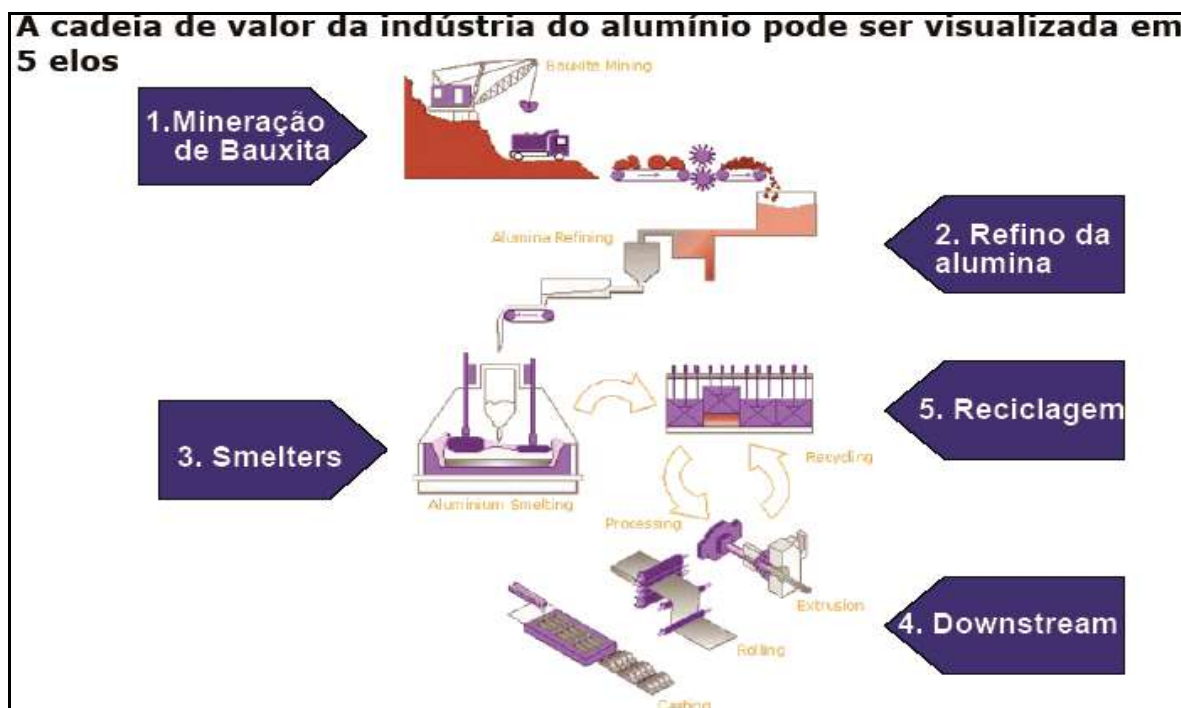 A cadeia de valor da indústria do alumínio pode ser visualizada em
5 elos
Bauxite Mining
1.Mineração
de Bauxita
Alumina Refining
2. Refino da
alumina
3. Smelters
Aluminium Smelting
5. Reciclagem
Recycling
Processing
Extrusion
4. Downstream
Rolling
Casting